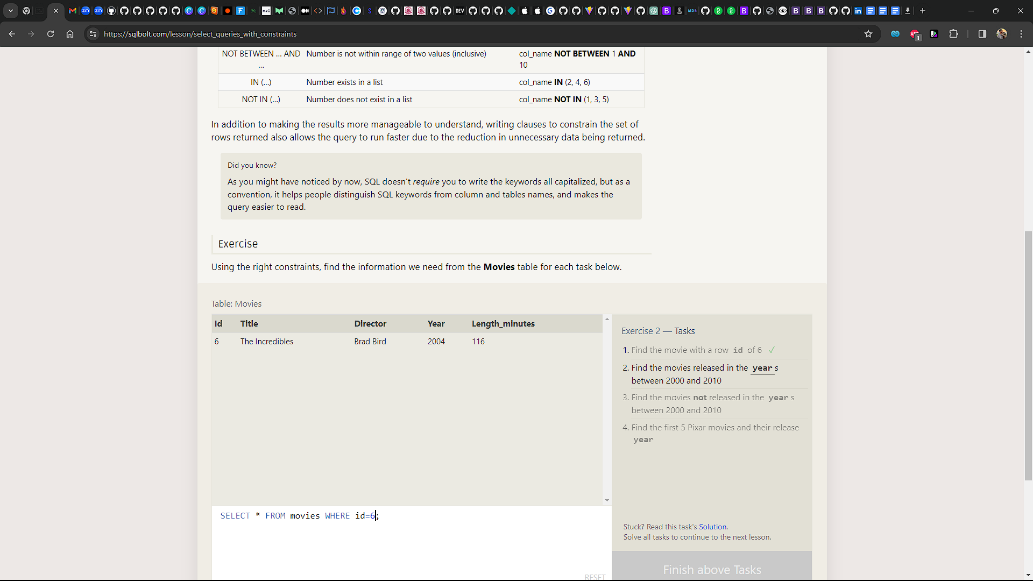 https://sqlbolt.com/lesson/select_queries_with_constraints
NOT BETWEEN ... AND ... Number is not within range of two values (inclusive) col_name NOT BETWEEN 1 AND 10
IN (...) Number exists in a list col_name IN (2, 4, 6)
NOT IN (...) Number does not exist in a list col_name NOT IN (1, 3, 5)
In addition to making the results more manageable to understand, writing clauses to constrain the set of
rows returned also allows the query to run faster due to the reduction in unnecessary data being returned.
Did you know?
As you might have noticed by now, SQL doesn't require you to write the keywords all capitalized, but as a
convention, it helps people distinguish SQL keywords from column and tables names, and makes the
query easier to read.
Exercise
Using the right constraints, find the information we need from the Movies table for each task below.
Table: Movies
Id Title Director Year Length_minutes
6 The Incredibles Brad Bird 2004 116
Exercise 2 — Tasks
1. Find the movie with a row id of 6 ✓
2. Find the movies released in the year s
between 2000 and 2010
3. Find the movies not released in the year s
between 2000 and 2010
4. Find the first 5 Pixar movies and their release
year
SELECT * FROM movies WHERE id=6;
Stuck? Read this task's Solution.
Solve all tasks to continue to the next lesson.
RESET
Finish above Tasks